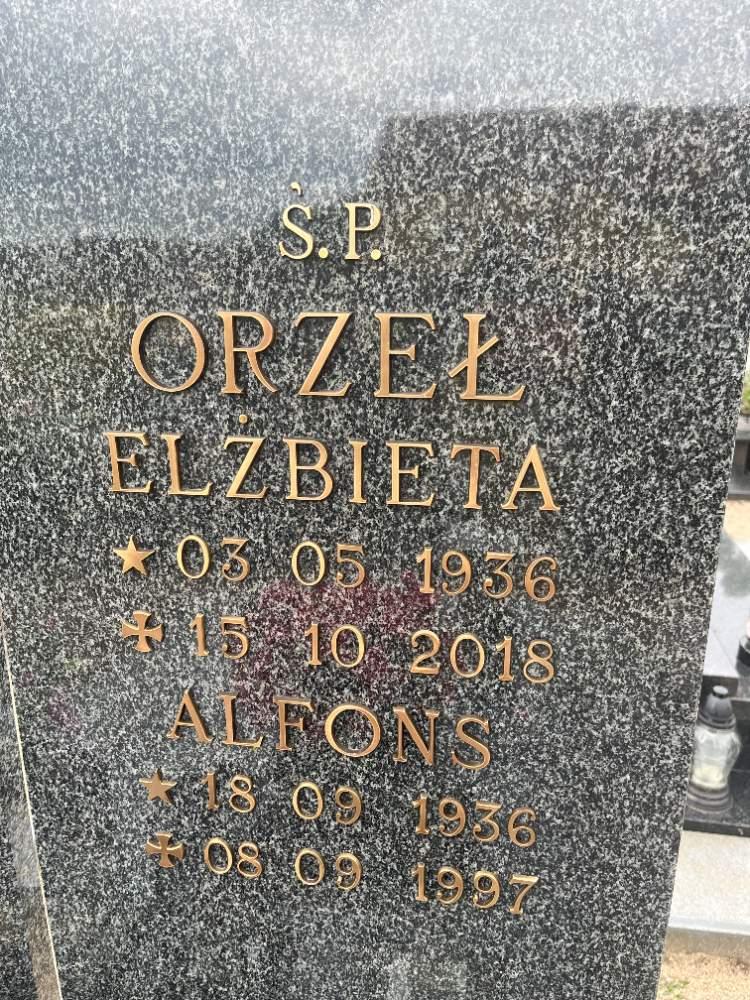 Ś.P.
ORZEŁ
ELŻBIETA
★ 03 05 1936
✠ 15 10 2018
ALFONS
★ 18 09 1936
✠ 08 09 1997